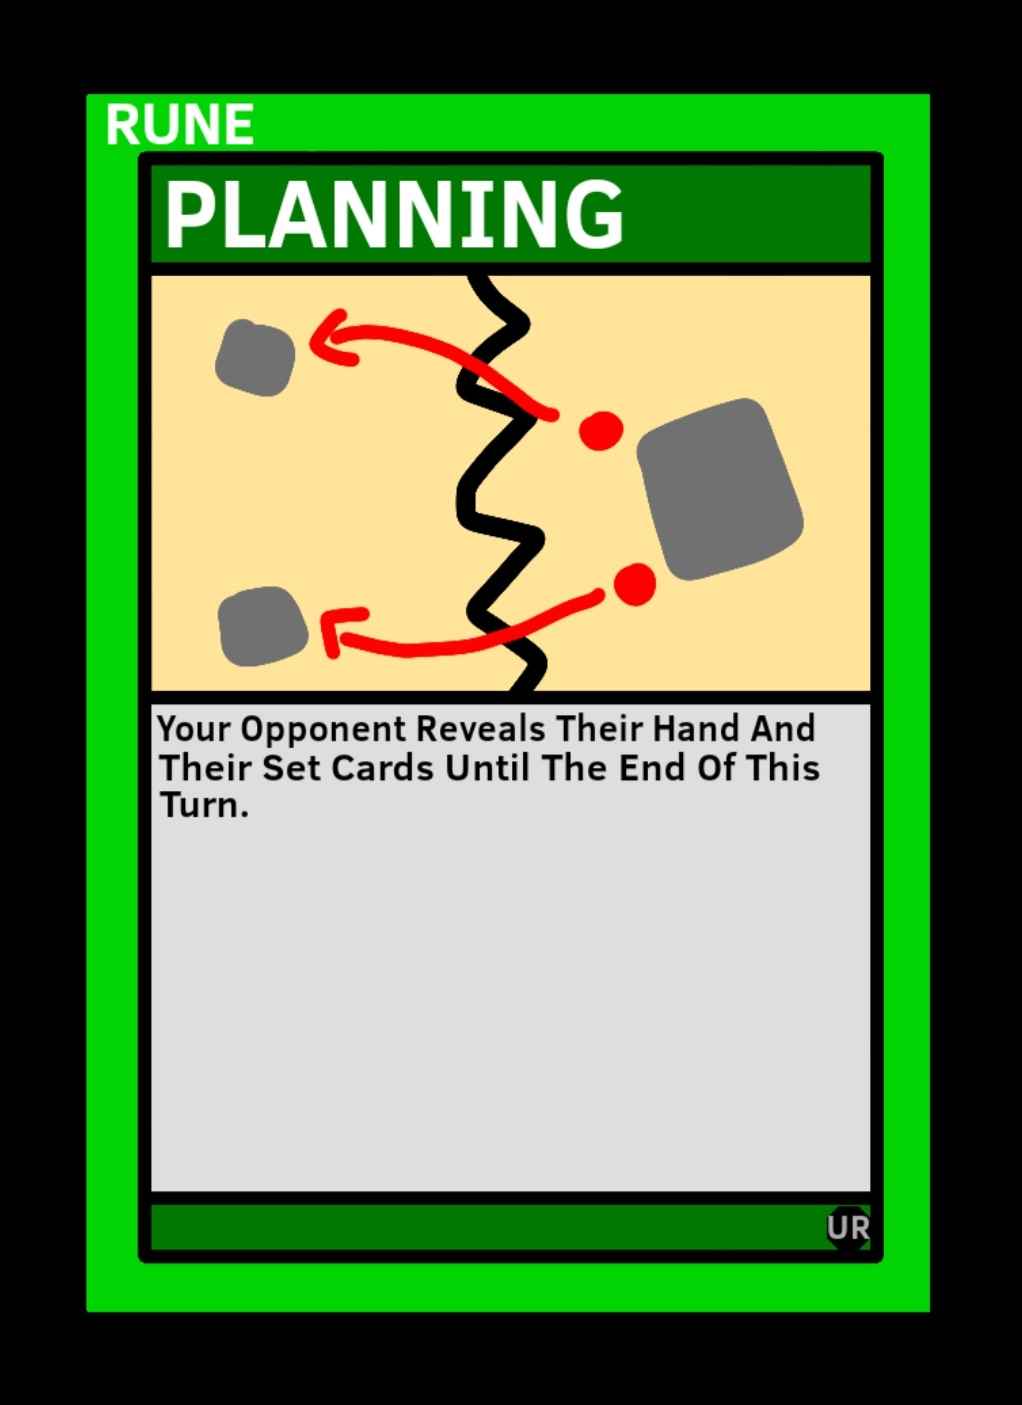 RUNE
PLANNING
Your Opponent Reveals Their Hand And
Their Set Cards Until The End Of This
Turn.
UR